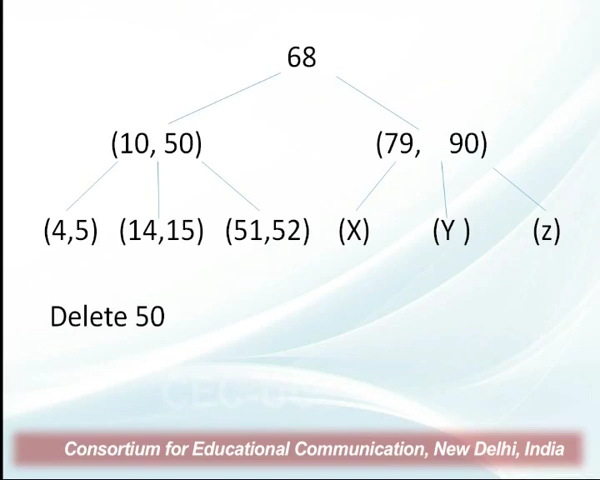 68
(10, 50) (79, 90)
(4,5) (14,15) (51,52) (X) (Y ) (z)
Delete 50
Consortium for Educational Communication, New Delhi, India